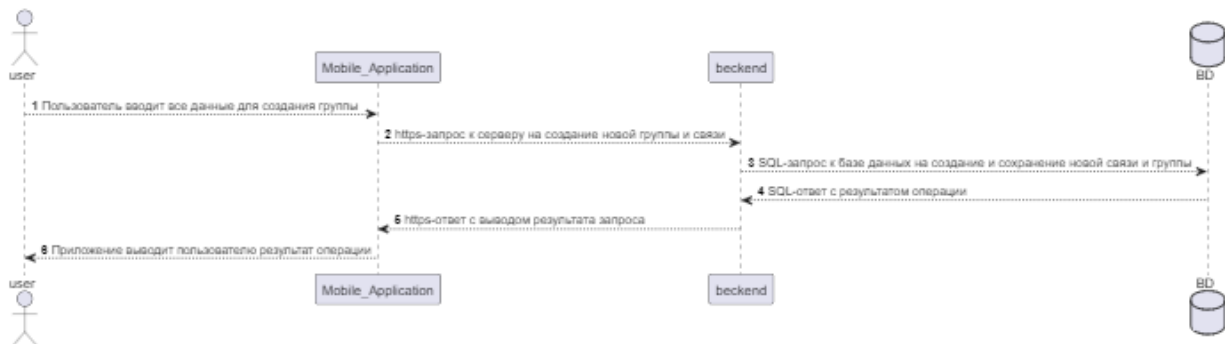 user
Mobile_Application
beckend
BD
1 Пользователь вводит все данные для создания группы
2 https-запрос к серверу на создание новой группы и связи
3 SQL-запрос к базе данных на создание и сохранение новой связи и группы
4 SQL-ответ с результатом операции
5 https-ответ с выводом результата запроса
6 Приложение выводит пользователю результат операции
user
Mobile_Application
beckend
BD